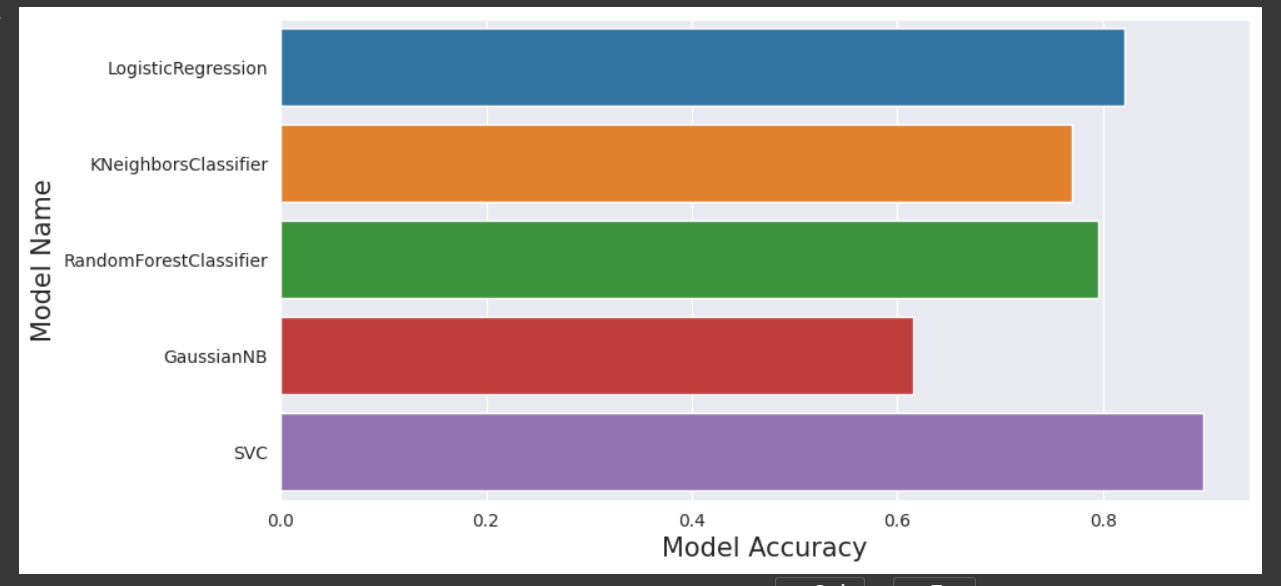 LogisticRegression
KNeighborsClassifier
RandomForestClassifier
GaussianNB
SVC
Model Name
0.0 0.2 0.4 0.6 0.8
Model Accuracy